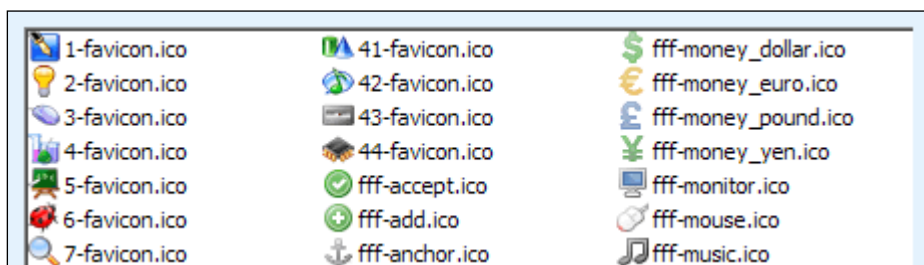 1-favicon.ico
2-favicon.ico
3-favicon.ico
4-favicon.ico
5-favicon.ico
6-favicon.ico
7-favicon.ico
41-favicon.ico
42-favicon.ico
43-favicon.ico
44-favicon.ico
fff-accept.ico
fff-add.ico
fff-anchor.ico
fff-money_dollar.ico
fff-money_euro.ico
fff-money_pound.ico
fff-money_yen.ico
fff-monitor.ico
fff-mouse.ico
fff-music.ico